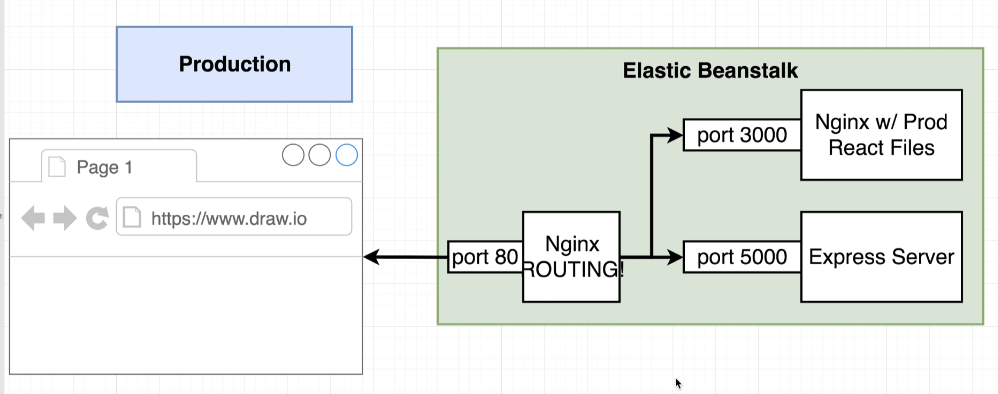 Production
Page 1
https://www.draw.io
Elastic Beanstalk
port 80
Nginx
ROUTING!
port 3000
Nginx w/ Prod
React Files
port 5000
Express Server